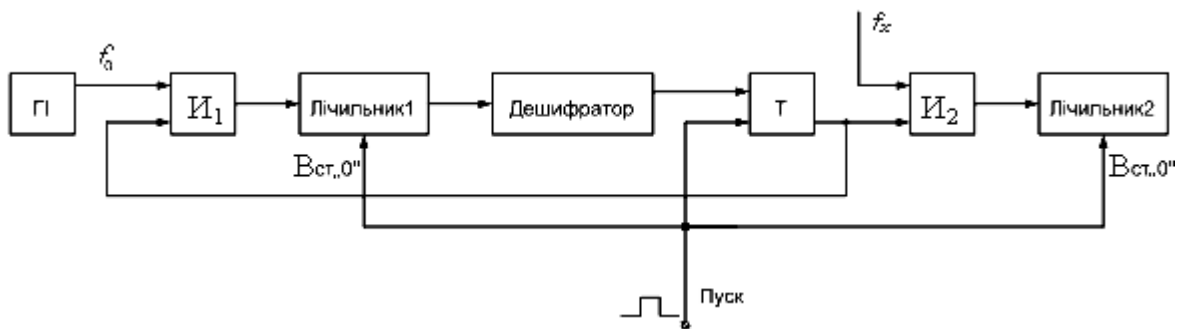 f₀
fₓ
ГІ
И₁
Лічильник1
Дешифратор
Т
И₂
Лічильник2
Вст„0"
Вст„0"
Пуск